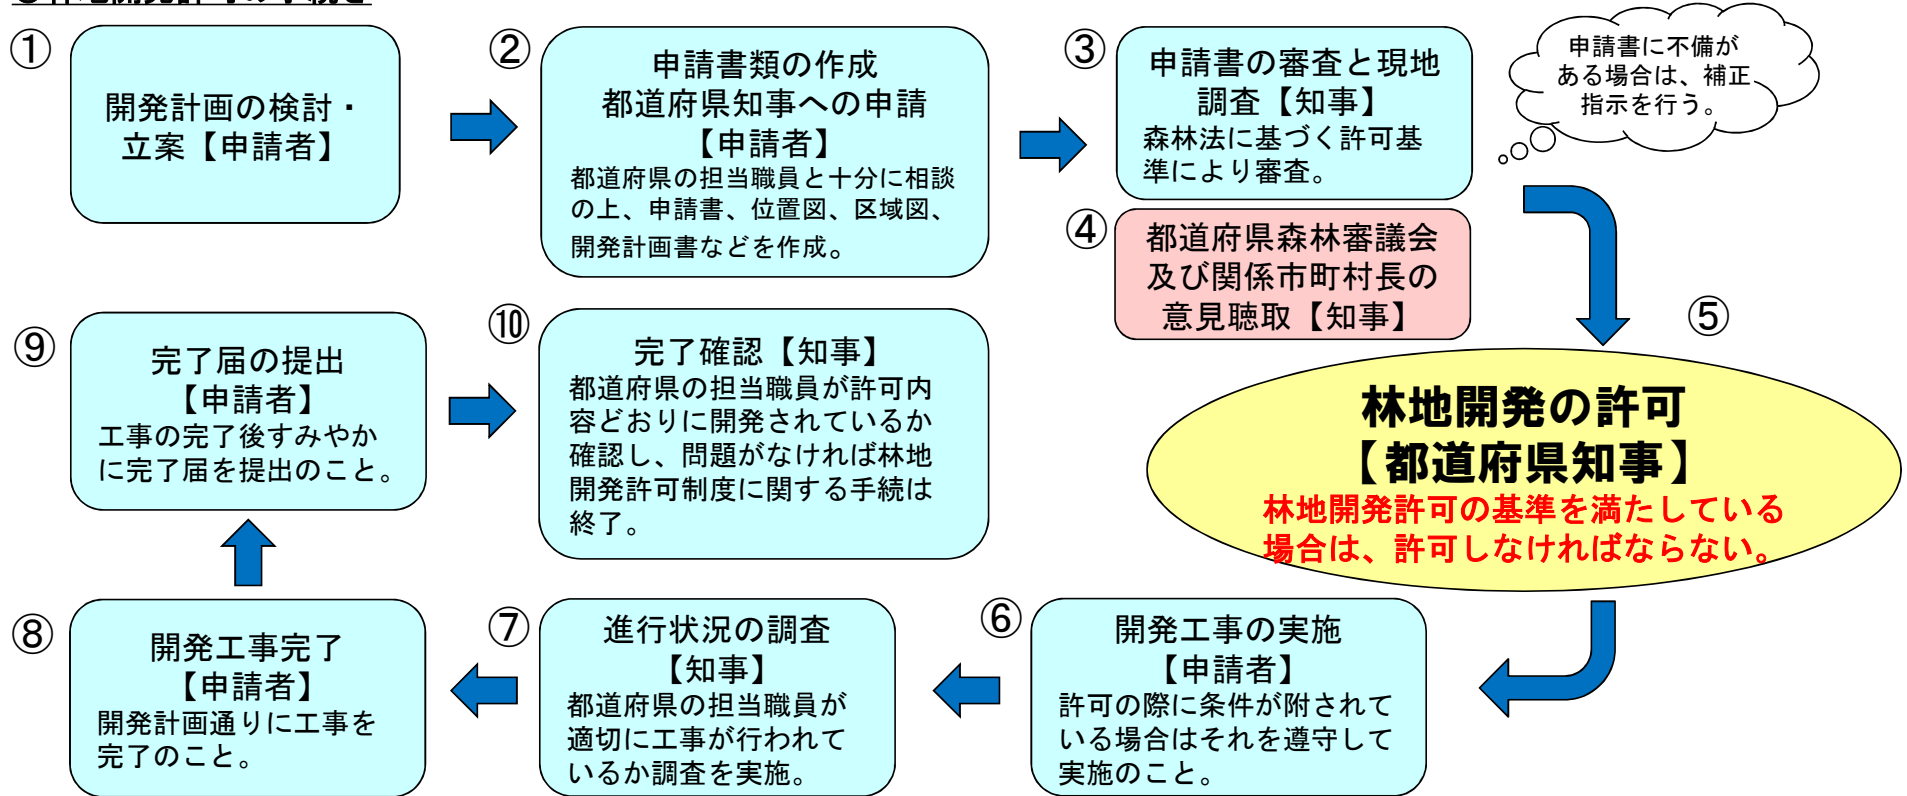 ①
開発計画の検討・
立案【申請者】
②
申請書類の作成
都道府県知事への申請
【申請者】
都道府県の担当職員と十分に相談
の上、申請書、位置図、区域図、
開発計画書などを作成。
③
申請書の審査と現地
調査【知事】
森林法に基づく許可基
準により審査。
申請書に不備が
ある場合は、補正
指示を行う。
④
都道府県森林審議会
及び関係市町村長の
意見聴取【知事】
⑤
林地開発の許可
【都道府県知事】
林地開発許可の基準を満たしている
場合は、許可しなければならない。
⑥
開発工事の実施
【申請者】
許可の際に条件が附されて
いる場合はそれを遵守して
実施のこと。
⑦
進行状況の調査
【知事】
都道府県の担当職員が
適切に工事が行われて
いるか調査を実施。
⑧
開発工事完了
【申請者】
開発計画通りに工事を
完了のこと。
⑨
完了届の提出
【申請者】
工事の完了後すみやか
に完了届を提出のこと。
⑩
完了確認【知事】
都道府県の担当職員が許可内
容どおりに開発されているか
確認し、問題がなければ林地
開発許可制度に関する手続は
終了。